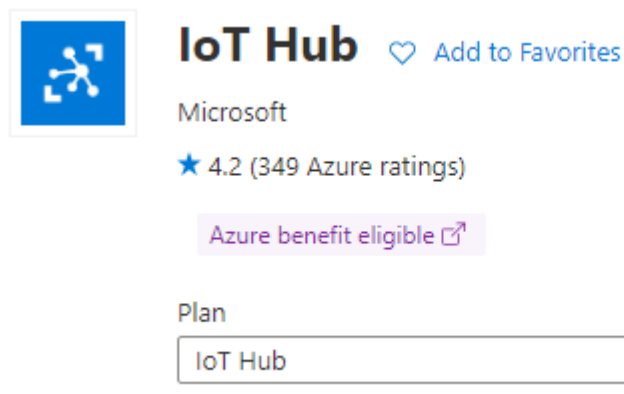 IoT Hub Add to Favorites
Microsoft
4.2 (349 Azure ratings)
Azure benefit eligible
Plan
IoT Hub